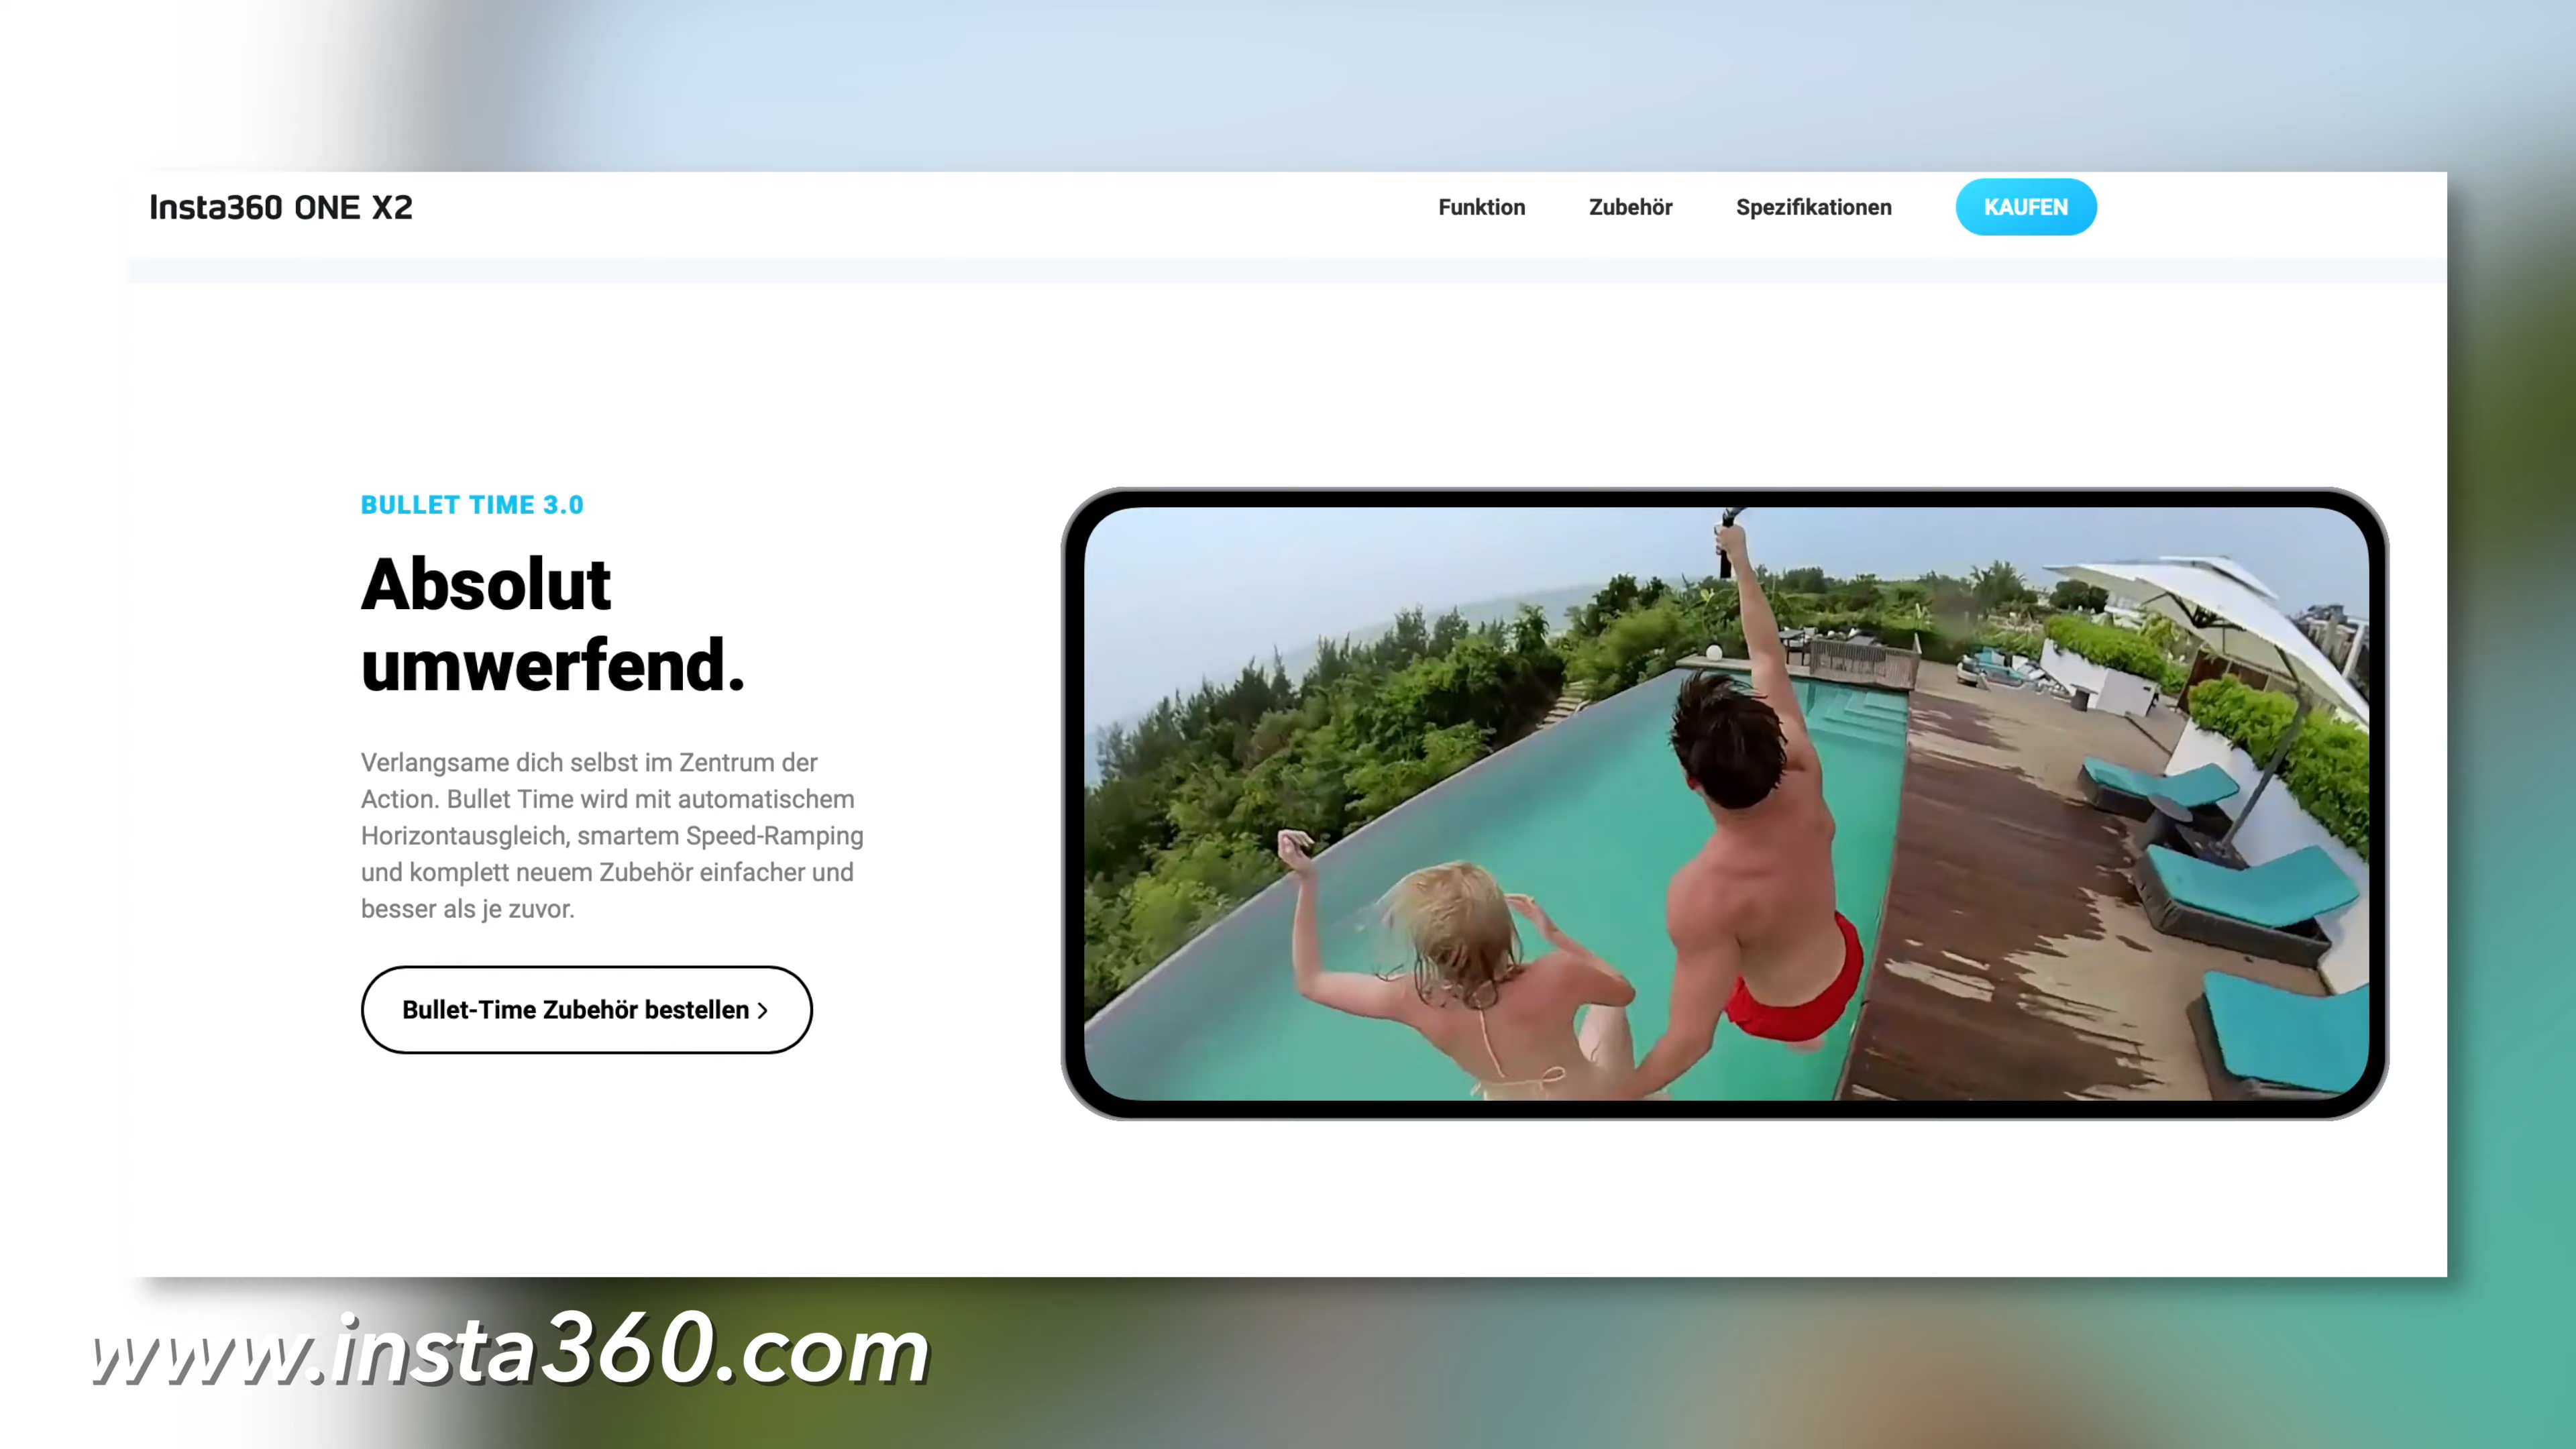 Insta360 ONE X2
Funktion Zubehör Spezifikationen KAUFEN
BULLET TIME 3.0
Absolut
umwerfend.
Verlangsame dich selbst im Zentrum der
Action. Bullet Time wird mit automatischem
Horizontausgleich, smartem Speed-Ramping
und komplett neuem Zubehör einfacher und
besser als je zuvor.
Bullet-Time Zubehör bestellen >
www.insta360.com